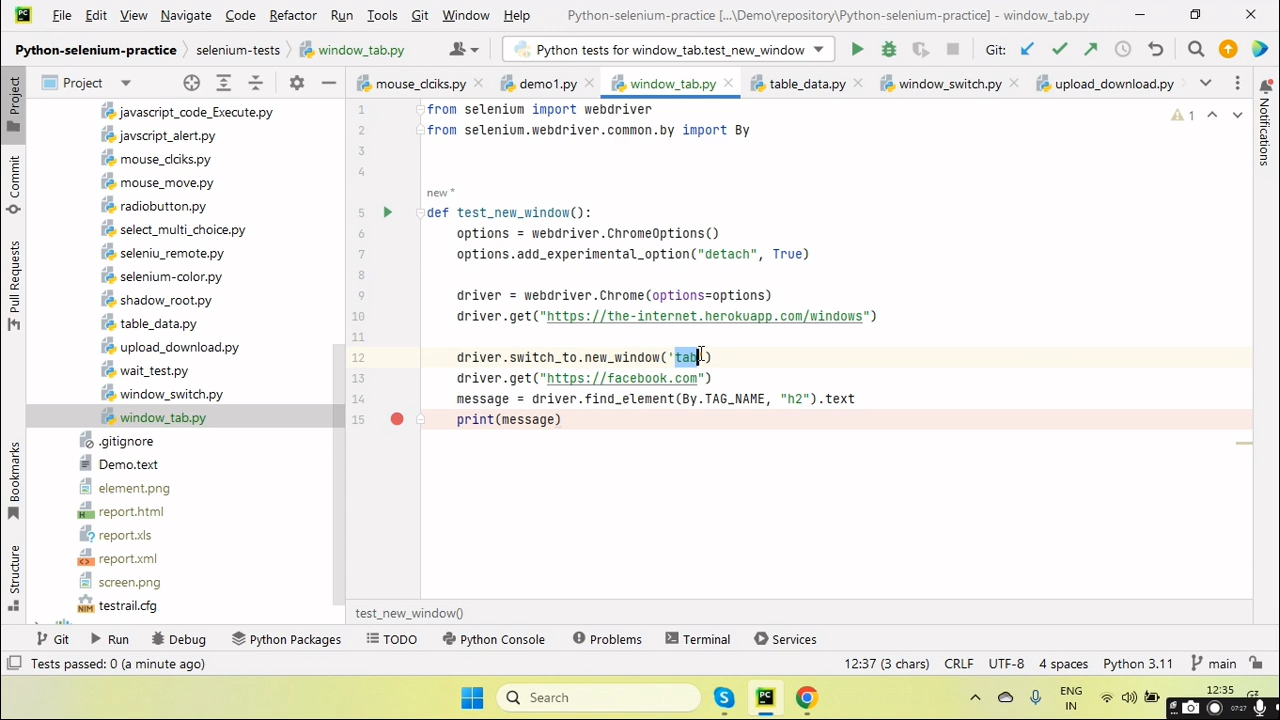 PC File Edit View Navigate Code Refactor Run Tools Git Window Help Python-selenium-practice [...\Demo\repository\Python-selenium-practice] - window_tab.py
Python-selenium-practice selenium-tests window_tab.py Python tests for window_tab.test_new_window Git:
Project mouse_clciks.py demo1.py window_tab.py table_data.py window_switch.py upload_download.py
Project
Commit
Pull Requests
Bookmarks
Structure
Notifications
javascript_code_Execute.py
javscript_alert.py
mouse_clciks.py
mouse_move.py
radiobutton.py
select_multi_choice.py
seleniu_remote.py
selenium-color.py
shadow_root.py
table_data.py
upload_download.py
wait_test.py
window_switch.py
window_tab.py
.gitignore
Demo.text
element.png
report.html
report.xls
report.xml
screen.png
testrail.cfg
1 from selenium import webdriver
2 from selenium.webdriver.common.by import By
3
4
new *
5 def test_new_window():
6 options = webdriver.ChromeOptions()
7 options.add_experimental_option("detach", True)
8
9 driver = webdriver.Chrome(options=options)
10 driver.get("https://the-internet.herokuapp.com/windows")
11
12 driver.switch_to.new_window('tab')
13 driver.get("https://facebook.com")
14 message = driver.find_element(By.TAG_NAME, "h2").text
15 print(message)
1
test_new_window()
Git Run Debug Python Packages TODO Python Console Problems Terminal Services
Tests passed: 0 (a minute ago) 12:37 (3 chars) CRLF UTF-8 4 spaces Python 3.11 main
Search ENG IN 12:35
07:27